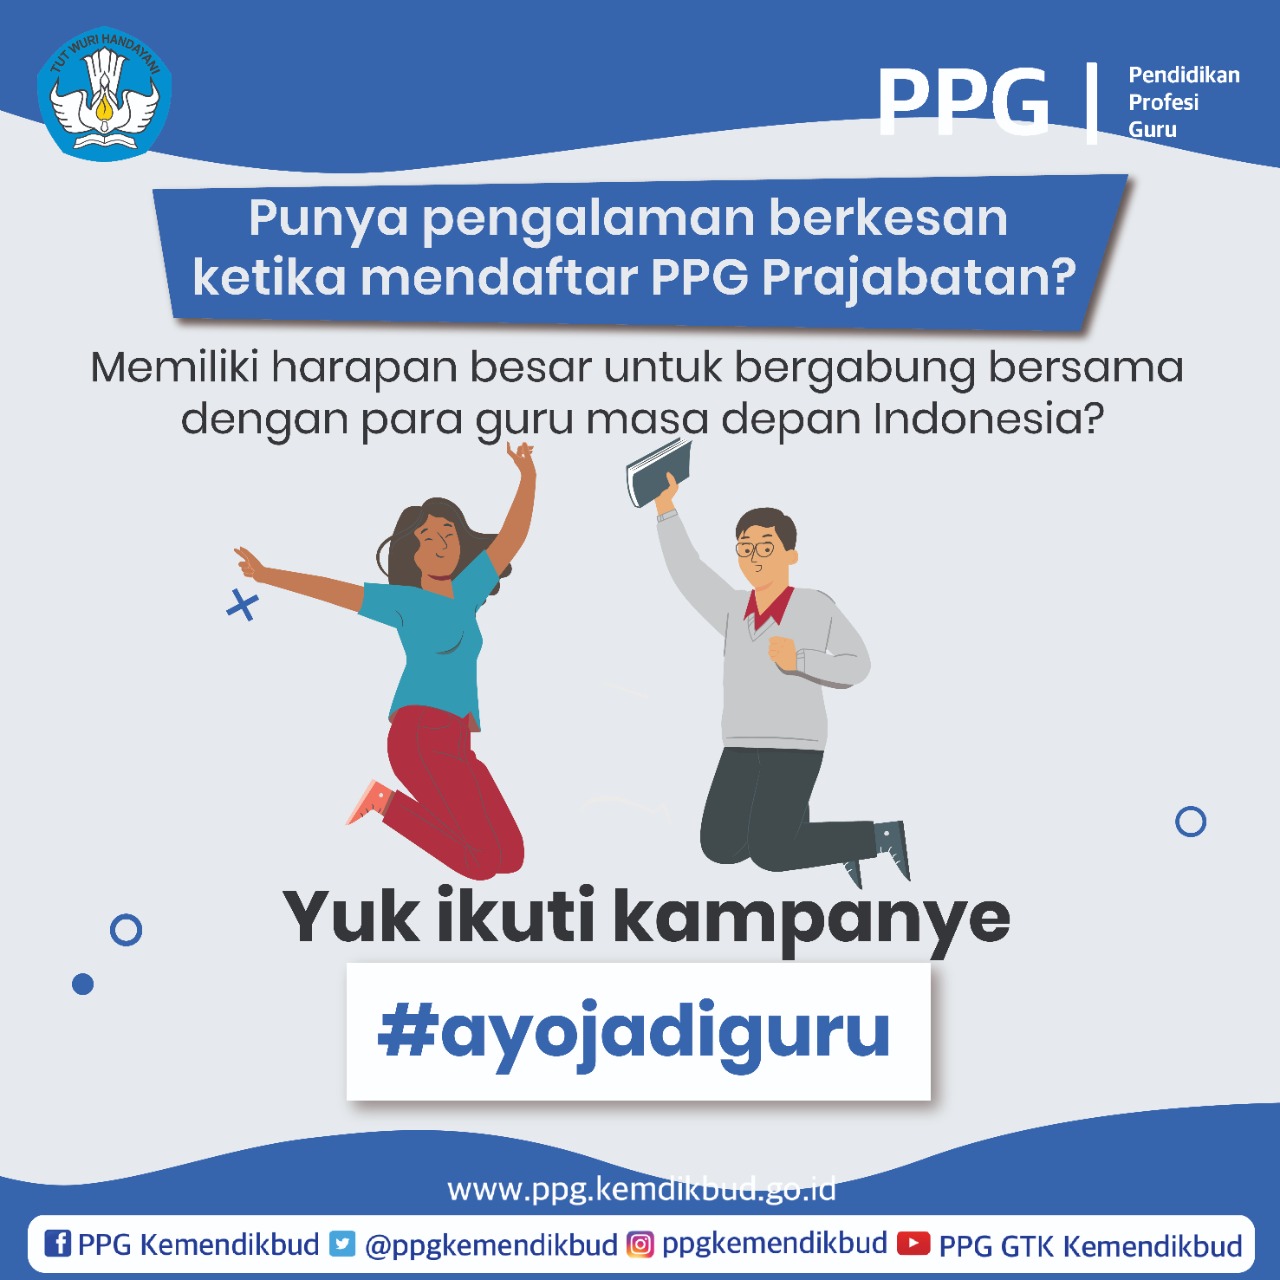 TUT WURI HANDAYANI
PPG
Pendidikan
Profesi
Guru
Punya pengalaman berkesan
ketika mendaftar PPG Prajabatan?
Memiliki harapan besar untuk bergabung bersama
dengan para guru masa depan Indonesia?
Yuk ikuti kampanye
#ayojadiguru
www.ppg.kemdikbud.go.id
PPG Kemendikbud @ppgkemendikbud ppgkemendikbud PPG GTK Kemendikbud